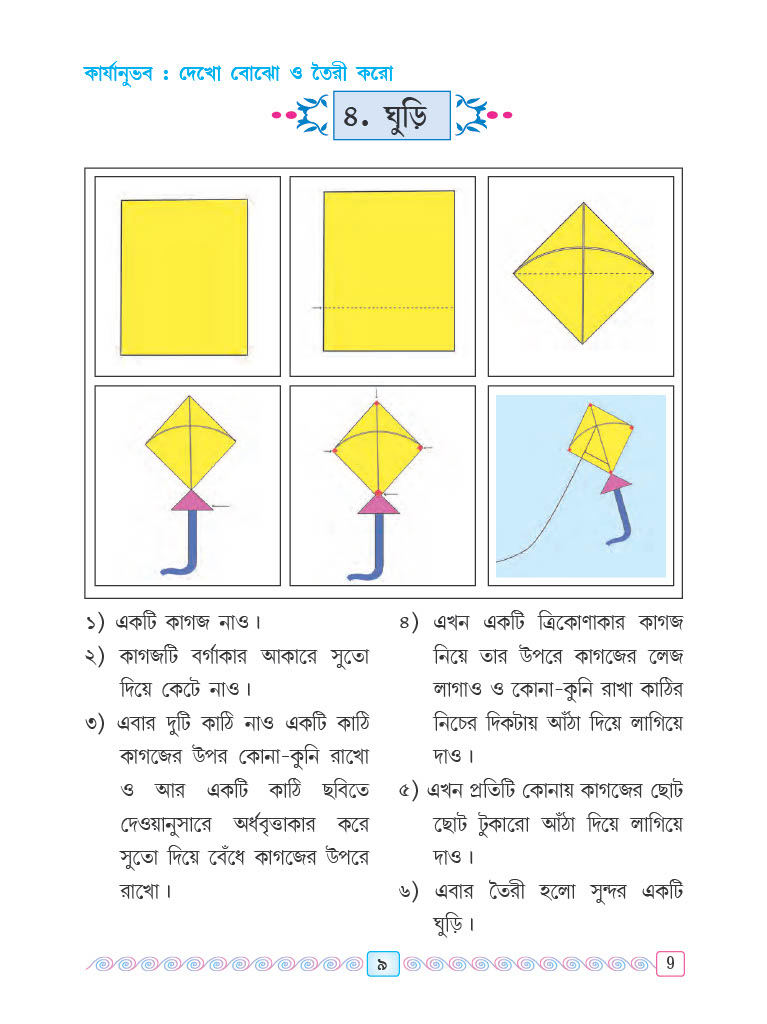 কার্যানুভব : দেখো বোঝো ও তৈরী করো
৪. ঘুড়ি
১) একটি কাগজ নাও।
২) কাগজটি বর্গাকার আকারে সুতো
দিয়ে কেটে নাও।
৩) এবার দুটি কাঠি নাও একটি কাঠি
কাগজের উপর কোনা-কুনি রাখো
ও আর একটি কাঠি ছবিতে
দেওয়ানুসারে অর্ধবৃত্তাকার করে
সুতো দিয়ে বেঁধে কাগজের উপরে
রাখো।
৪) এখন একটি ত্রিকোণাকার কাগজ
নিয়ে তার উপরে কাগজের লেজ
লাগাও ও কোনা-কুনি রাখা কাঠির
নিচের দিকটায় আঁঠা দিয়ে লাগিয়ে
দাও।
৫) এখন প্রতিটি কোনায় কাগজের ছোট
ছোট টুকারো আঁঠা দিয়ে লাগিয়ে
দাও।
৬) এবার তৈরী হলো সুন্দর একটি
ঘুড়ি।
৯
9